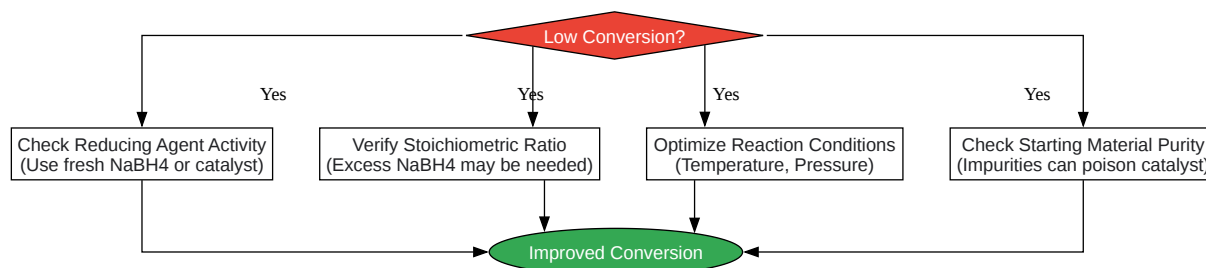 Low Conversion?
Yes
Yes
Yes
Yes
Check Reducing Agent Activity
(Use fresh NaBH4 or catalyst)
Verify Stoichiometric Ratio
(Excess NaBH4 may be needed)
Optimize Reaction Conditions
(Temperature, Pressure)
Check Starting Material Purity
(Impurities can poison catalyst)
Improved Conversion